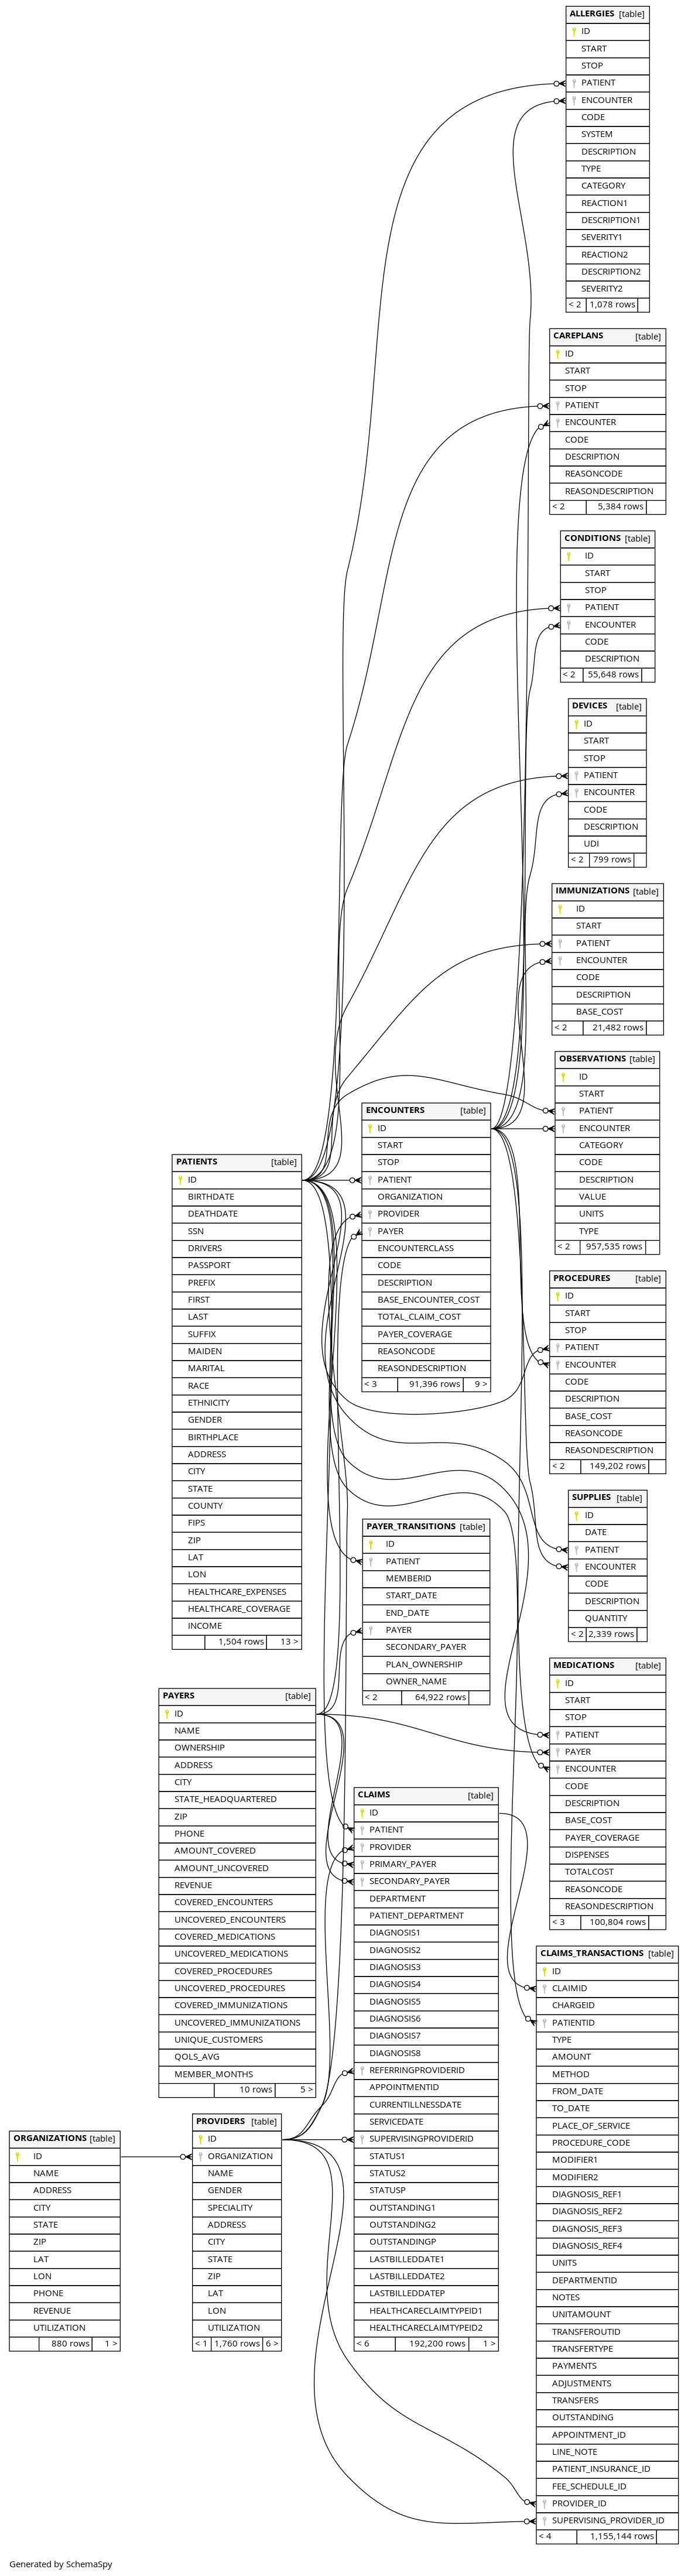 ALLERGIES [table]
ID
START
STOP
PATIENT
ENCOUNTER
CODE
SYSTEM
DESCRIPTION
TYPE
CATEGORY
REACTION1
DESCRIPTION1
SEVERITY1
REACTION2
DESCRIPTION2
SEVERITY2
< 2 1,078 rows
CAREPLANS [table]
ID
START
STOP
PATIENT
ENCOUNTER
CODE
DESCRIPTION
REASONCODE
REASONDESCRIPTION
< 2 5,384 rows
CONDITIONS [table]
ID
START
STOP
PATIENT
ENCOUNTER
CODE
DESCRIPTION
< 2 55,648 rows
DEVICES [table]
ID
START
STOP
PATIENT
ENCOUNTER
CODE
DESCRIPTION
UDI
< 2 799 rows
IMMUNIZATIONS [table]
ID
START
PATIENT
ENCOUNTER
CODE
DESCRIPTION
BASE_COST
< 2 21,482 rows
OBSERVATIONS [table]
ID
START
PATIENT
ENCOUNTER
CATEGORY
CODE
DESCRIPTION
VALUE
UNITS
TYPE
< 2 957,535 rows
ENCOUNTERS [table]
ID
START
STOP
PATIENT
ORGANIZATION
PROVIDER
PAYER
ENCOUNTERCLASS
CODE
DESCRIPTION
BASE_ENCOUNTER_COST
TOTAL_CLAIM_COST
PAYER_COVERAGE
REASONCODE
REASONDESCRIPTION
< 3 91,396 rows 9 >
PATIENTS [table]
ID
BIRTHDATE
DEATHDATE
SSN
DRIVERS
PASSPORT
PREFIX
FIRST
LAST
SUFFIX
MAIDEN
MARITAL
RACE
ETHNICITY
GENDER
BIRTHPLACE
ADDRESS
CITY
STATE
COUNTY
FIPS
ZIP
LAT
LON
HEALTHCARE_EXPENSES
HEALTHCARE_COVERAGE
INCOME
1,504 rows 13 >
PROCEDURES [table]
ID
START
STOP
PATIENT
ENCOUNTER
CODE
DESCRIPTION
BASE_COST
REASONCODE
REASONDESCRIPTION
< 2 149,202 rows
SUPPLIES [table]
ID
DATE
PATIENT
ENCOUNTER
CODE
DESCRIPTION
QUANTITY
< 2 2,339 rows
PAYER_TRANSITIONS [table]
ID
PATIENT
MEMBERID
START_DATE
END_DATE
PAYER
SECONDARY_PAYER
PLAN_OWNERSHIP
OWNER_NAME
< 2 64,922 rows
MEDICATIONS [table]
ID
START
STOP
PATIENT
PAYER
ENCOUNTER
CODE
DESCRIPTION
BASE_COST
PAYER_COVERAGE
DISPENSES
TOTALCOST
REASONCODE
REASONDESCRIPTION
< 3 100,804 rows
PAYERS [table]
ID
NAME
OWNERSHIP
ADDRESS
CITY
STATE_HEADQUARTERED
ZIP
PHONE
AMOUNT_COVERED
AMOUNT_UNCOVERED
REVENUE
COVERED_ENCOUNTERS
UNCOVERED_ENCOUNTERS
COVERED_MEDICATIONS
UNCOVERED_MEDICATIONS
COVERED_PROCEDURES
UNCOVERED_PROCEDURES
COVERED_IMMUNIZATIONS
UNCOVERED_IMMUNIZATIONS
UNIQUE_CUSTOMERS
QOLS_AVG
MEMBER_MONTHS
10 rows 5 >
CLAIMS [table]
ID
PATIENT
PROVIDER
PRIMARY_PAYER
SECONDARY_PAYER
DEPARTMENT
PATIENT_DEPARTMENT
DIAGNOSIS1
DIAGNOSIS2
DIAGNOSIS3
DIAGNOSIS4
DIAGNOSIS5
DIAGNOSIS6
DIAGNOSIS7
DIAGNOSIS8
REFERRINGPROVIDERID
APPOINTMENTID
CURRENTILLNESSDATE
SERVICEDATE
SUPERVISINGPROVIDERID
STATUS1
STATUS2
STATUSP
OUTSTANDING1
OUTSTANDING2
OUTSTANDINGP
LASTBILLEDDATE1
LASTBILLEDDATE2
LASTBILLEDDATEP
HEALTHCARECLAIMTYPEID1
HEALTHCARECLAIMTYPEID2
< 6 192,200 rows 1 >
CLAIMS_TRANSACTIONS [table]
ID
CLAIMID
CHARGEID
PATIENTID
TYPE
AMOUNT
METHOD
FROM_DATE
TO_DATE
PLACE_OF_SERVICE
PROCEDURE_CODE
MODIFIER1
MODIFIER2
DIAGNOSIS_REF1
DIAGNOSIS_REF2
DIAGNOSIS_REF3
DIAGNOSIS_REF4
UNITS
DEPARTMENTID
NOTES
UNITAMOUNT
TRANSFEROUTID
TRANSFERTYPE
PAYMENTS
ADJUSTMENTS
TRANSFERS
OUTSTANDING
APPOINTMENT_ID
LINE_NOTE
PATIENT_INSURANCE_ID
FEE_SCHEDULE_ID
PROVIDER_ID
SUPERVISING_PROVIDER_ID
< 4 1,155,144 rows
ORGANIZATIONS [table]
ID
NAME
ADDRESS
CITY
STATE
ZIP
LAT
LON
PHONE
REVENUE
UTILIZATION
880 rows 1 >
PROVIDERS [table]
ID
ORGANIZATION
NAME
GENDER
SPECIALITY
ADDRESS
CITY
STATE
ZIP
LAT
LON
UTILIZATION
< 1 1,760 rows 6 >
Generated by SchemaSpy